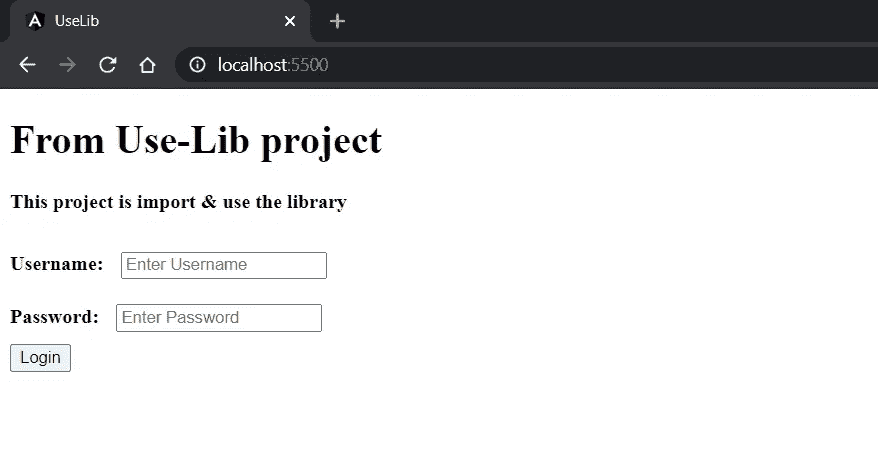 UseLib
localhost:5500
From Use-Lib project
This project is import & use the library
Username: Enter Username
Password: Enter Password
Login